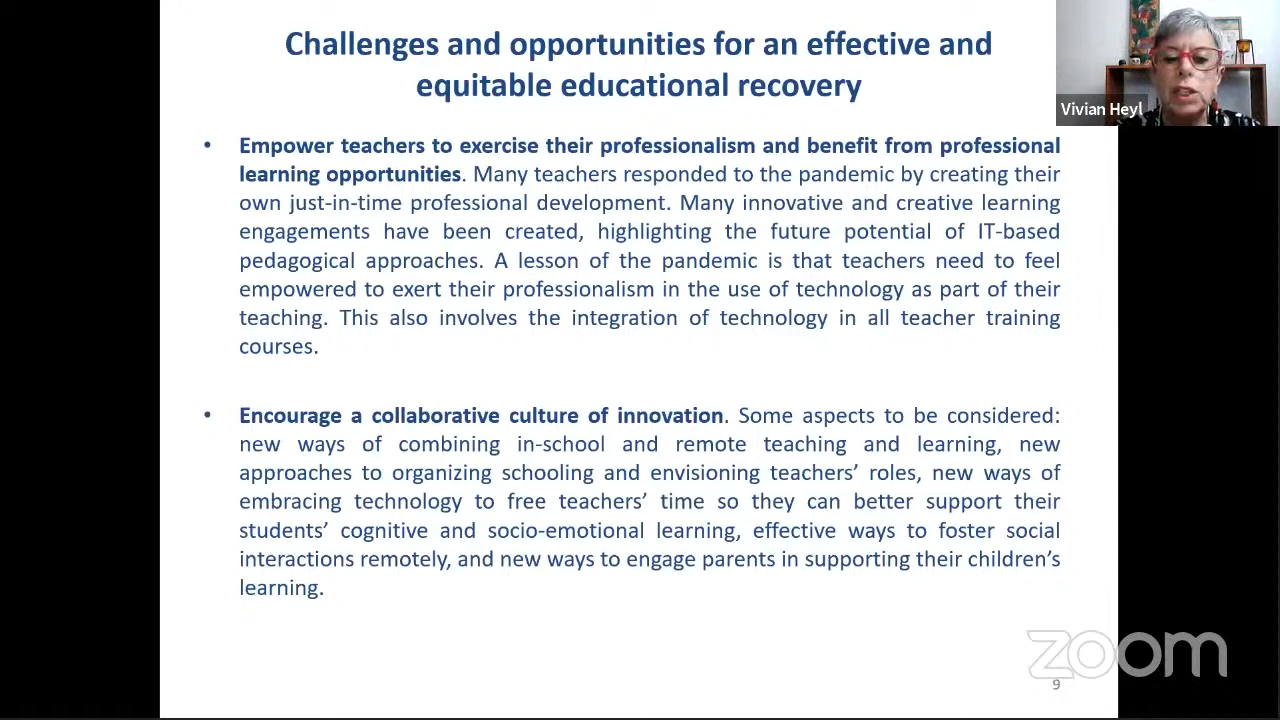 Challenges and opportunities for an effective and
equitable educational recovery
Vivian Heyl
• Empower teachers to exercise their professionalism and benefit from professional
learning opportunities. Many teachers responded to the pandemic by creating their
own just-in-time professional development. Many innovative and creative learning
engagements have been created, highlighting the future potential of IT-based
pedagogical approaches. A lesson of the pandemic is that teachers need to feel
empowered to exert their professionalism in the use of technology as part of their
teaching. This also involves the integration of technology in all teacher training
courses.
• Encourage a collaborative culture of innovation. Some aspects to be considered:
new ways of combining in-school and remote teaching and learning, new
approaches to organizing schooling and envisioning teachers’ roles, new ways of
embracing technology to free teachers’ time so they can better support their
students’ cognitive and socio-emotional learning, effective ways to foster social
interactions remotely, and new ways to engage parents in supporting their children’s
learning.
zoom
9